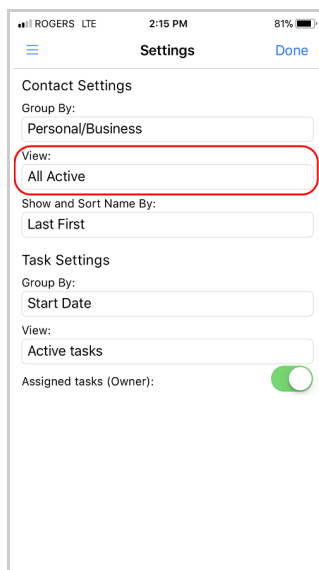 ROGERS LTE 2:15 PM 81%
Settings Done
Contact Settings
Group By:
Personal/Business
View:
All Active
Show and Sort Name By:
Last First
Task Settings
Group By:
Start Date
View:
Active tasks
Assigned tasks (Owner):